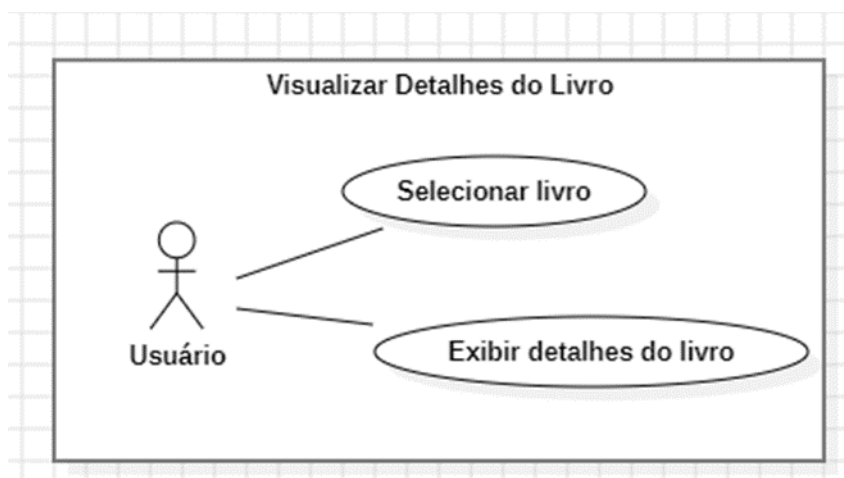 Visualizar Detalhes do Livro
Selecionar livro
Exibir detalhes do livro
Usuário